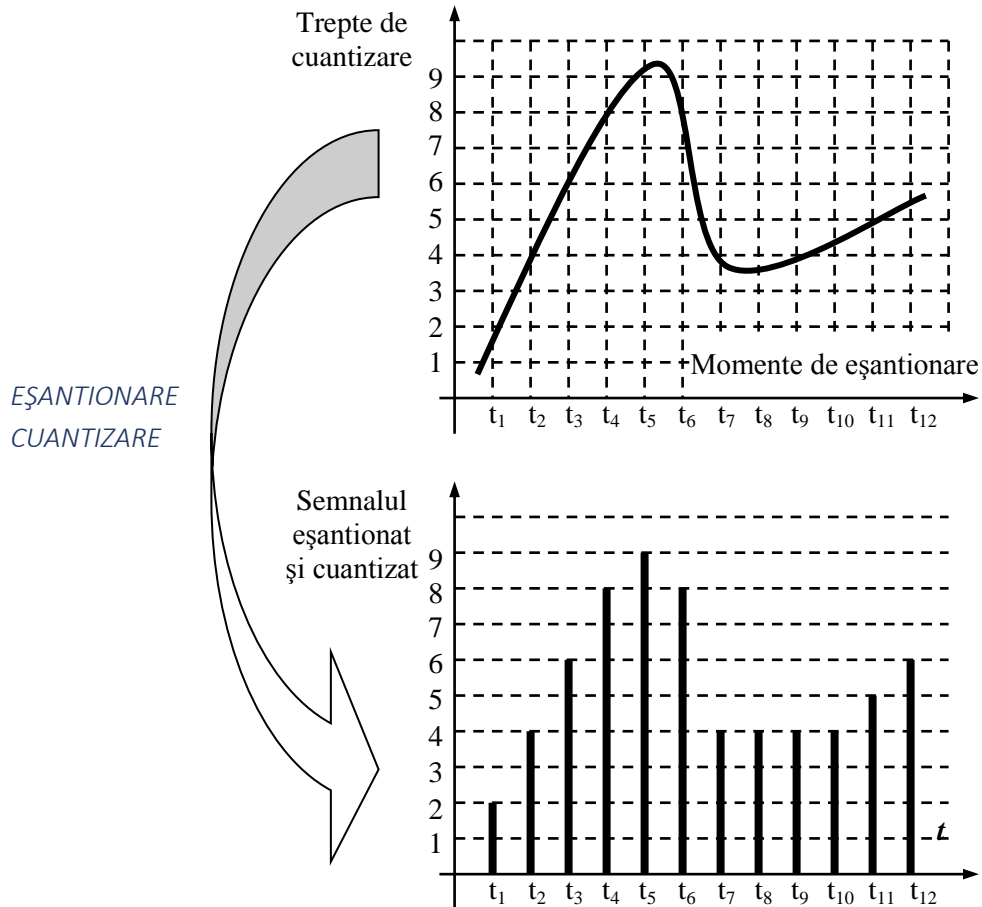 Trepte de
cuantizare
9
8
7
6
5
4
3
2
1
Momente de eşantionare
t₁ t₂ t₃ t₄ t₅ t₆ t₇ t₈ t₉ t₁₀ t₁₁ t₁₂
EŞANTIONARE
CUANTIZARE
Semnalul
eşantionat
şi cuantizat
9
8
7
6
5
4
3
2
1
t
t₁ t₂ t₃ t₄ t₅ t₆ t₇ t₈ t₉ t₁₀ t₁₁ t₁₂